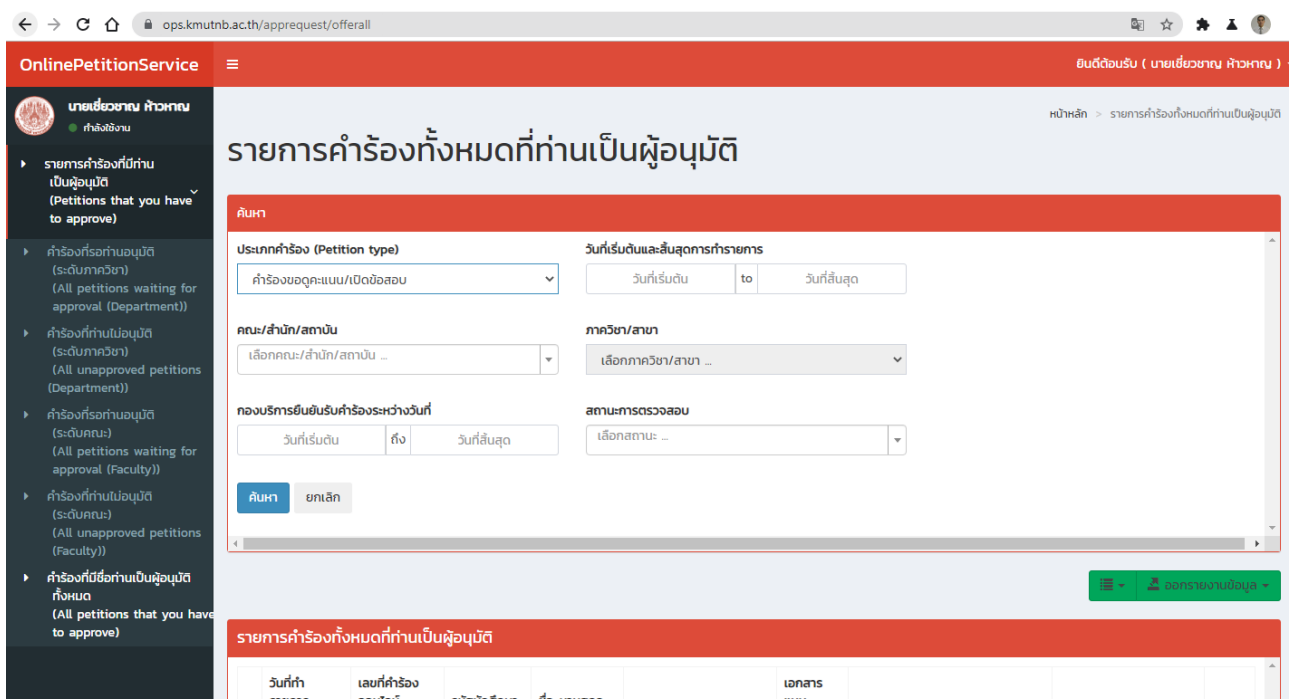 ops.kmutnb.ac.th/apprequest/offerall
OnlinePetitionService
ยินดีต้อนรับ ( นายเชี่ยวชาญ ห้าวหาญ )
นายเชี่ยวชาญ ห้าวหาญ
กำลังใช้งาน
หน้าหลัก > รายการคำร้องทั้งหมดที่ท่านเป็นผู้อนุมัติ
รายการคำร้องทั้งหมดที่ท่านเป็นผู้อนุมัติ
รายการคำร้องที่มีท่าน
เป็นผู้อนุมัติ
(Petitions that you have
to approve)
คำร้องที่รอท่านอนุมัติ
(ระดับภาควิชา)
(All petitions waiting for
approval (Department))
คำร้องที่ท่านไม่อนุมัติ
(ระดับภาควิชา)
(All unapproved petitions
(Department))
คำร้องที่รอท่านอนุมัติ
(ระดับคณะ)
(All petitions waiting for
approval (Faculty))
คำร้องที่ท่านไม่อนุมัติ
(ระดับคณะ)
(All unapproved petitions
(Faculty))
คำร้องที่มีชื่อท่านเป็นผู้อนุมัติ
ทั้งหมด
(All petitions that you have
to approve)
ค้นหา
ประเภทคำร้อง (Petition type)
วันที่เริ่มต้นและสิ้นสุดการทำรายการ
คำร้องขอดูคะแนน/เปิดข้อสอบ
วันที่เริ่มต้น to วันที่สิ้นสุด
คณะ/สำนัก/สถาบัน
ภาควิชา/สาขา
เลือกคณะ/สำนัก/สถาบัน ...
เลือกภาควิชา/สาขา ...
กองบริการยืนยันรับคำร้องระหว่างวันที่
สถานะการตรวจสอบ
วันที่เริ่มต้น ถึง วันที่สิ้นสุด
เลือกสถานะ ...
ค้นหา ยกเลิก
ออกรายงานข้อมูล
รายการคำร้องทั้งหมดที่ท่านเป็นผู้อนุมัติ
วันที่ทำ เลขที่คำร้อง เอกสาร